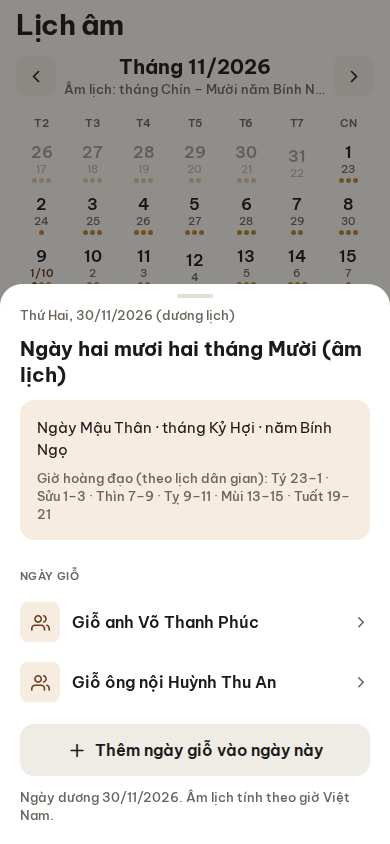 Lịch âm
Tháng 11/2026
Âm lịch: tháng Chín – Mười năm Bính N...
T2 T3 T4 T5 T6 T7 CN
26 27 28 29 30 31 1
17 18 19 20 21 22 23
2 3 4 5 6 7 8
24 25 26 27 28 29 30
9 10 11 12 13 14 15
1/10 2 3 4 5 6 7
Thứ Hai, 30/11/2026 (dương lịch)
Ngày hai mươi hai tháng Mười (âm
lịch)
Ngày Mậu Thân · tháng Kỷ Hợi · năm Bính
Ngọ
Giờ hoàng đạo (theo lịch dân gian): Tý 23–1 ·
Sửu 1–3 · Thìn 7–9 · Tỵ 9–11 · Mùi 13–15 · Tuất 19–
21
NGÀY GIỖ
Giỗ anh Võ Thanh Phúc
Giỗ ông nội Huỳnh Thu An
Thêm ngày giỗ vào ngày này
Ngày dương 30/11/2026. Âm lịch tính theo giờ Việt
Nam.